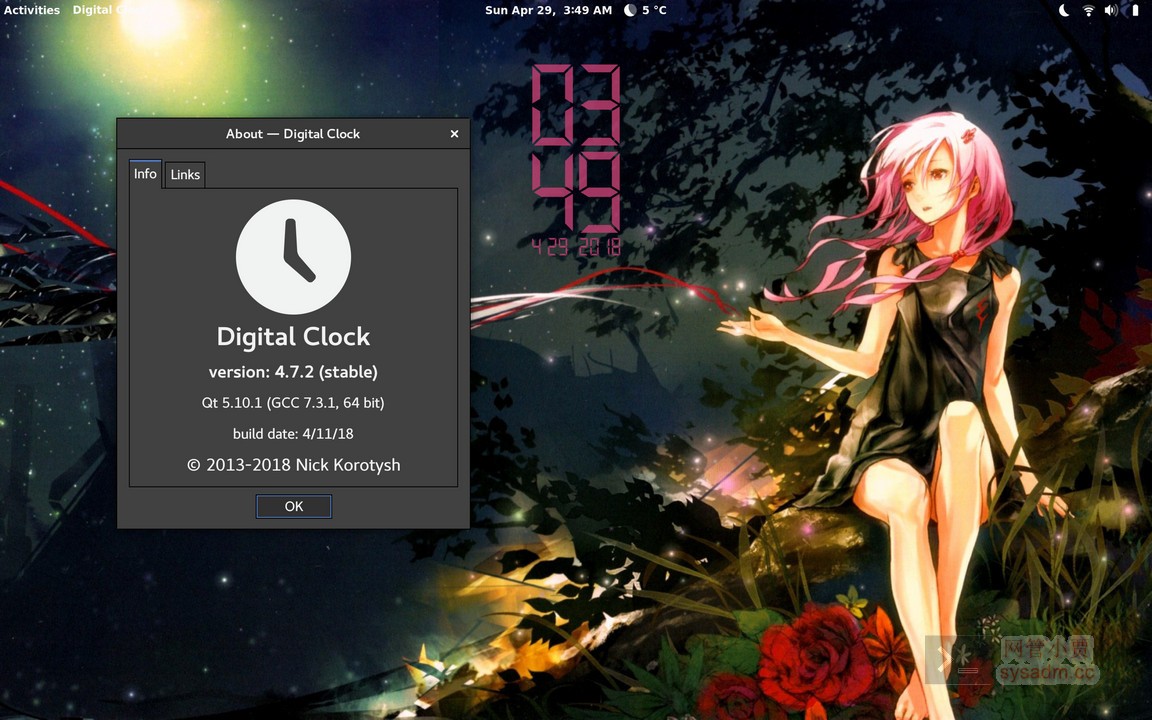 Activities Digital Cl Sun Apr 29, 3:49 AM 5 °C
03
49
4 29 2018
About — Digital Clock
Info Links
Digital Clock
version: 4.7.2 (stable)
Qt 5.10.1 (GCC 7.3.1, 64 bit)
build date: 4/11/18
© 2013-2018 Nick Korotysh
OK
网管小贾
sysadm.cc